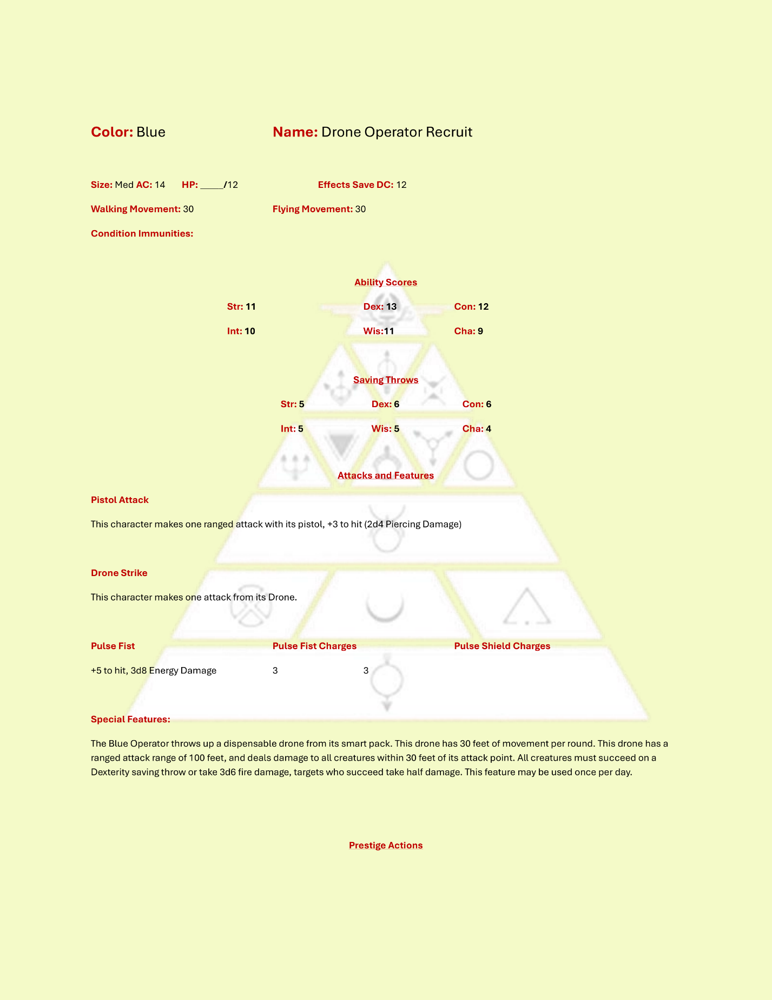 Color: Blue Name: Drone Operator Recruit
Size: Med AC: 14 HP: _____/12 Effects Save DC: 12
Walking Movement: 30 Flying Movement: 30
Condition Immunities:
Ability Scores
Str: 11 Dex: 13 Con: 12
Int: 10 Wis:11 Cha: 9
Saving Throws
Str: 5 Dex: 6 Con: 6
Int: 5 Wis: 5 Cha: 4
Attacks and Features
Pistol Attack
This character makes one ranged attack with its pistol, +3 to hit (2d4 Piercing Damage)
Drone Strike
This character makes one attack from its Drone.
Pulse Fist Pulse Fist Charges Pulse Shield Charges
+5 to hit, 3d8 Energy Damage 3 3
Special Features:
The Blue Operator throws up a dispensable drone from its smart pack. This drone has 30 feet of movement per round. This drone has a
ranged attack range of 100 feet, and deals damage to all creatures within 30 feet of its attack point. All creatures must succeed on a
Dexterity saving throw or take 3d6 fire damage, targets who succeed take half damage. This feature may be used once per day.
Prestige Actions